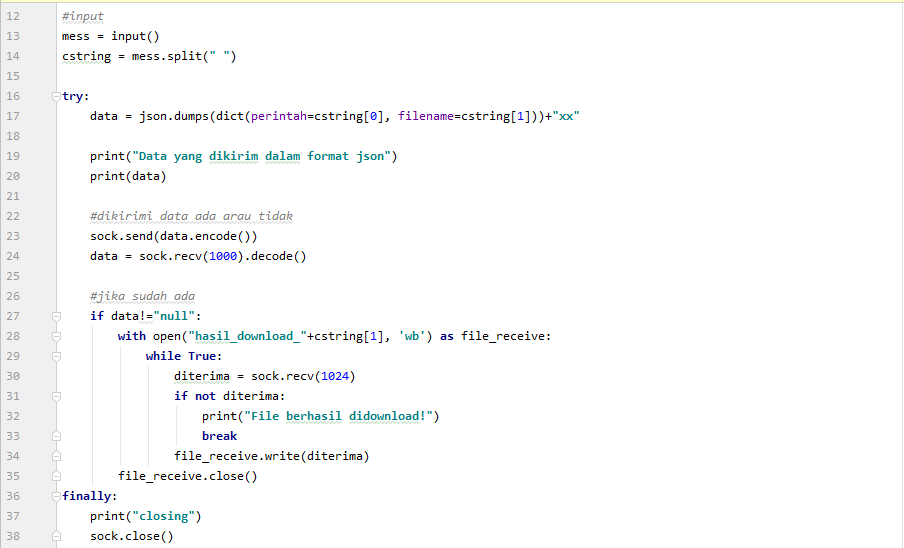 12 #input
13 mess = input()
14 cstring = mess.split(" ")
15
16 try:
17     data = json.dumps(dict(perintah=cstring[0], filename=cstring[1]))+"xx"
18
19     print("Data yang dikirim dalam format json")
20     print(data)
21
22     #dikirimi data ada arau tidak
23     sock.send(data.encode())
24     data = sock.recv(1000).decode()
25
26     #jika sudah ada
27     if data!="null":
28         with open("hasil_download_"+cstring[1], 'wb') as file_receive:
29             while True:
30                 diterima = sock.recv(1024)
31                 if not diterima:
32                     print("File berhasil didownload!")
33                     break
34                 file_receive.write(diterima)
35         file_receive.close()
36 finally:
37     print("closing")
38     sock.close()